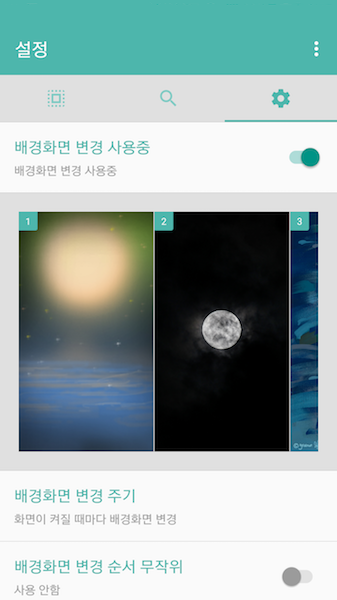 설정
배경화면 변경 사용중
배경화면 변경 사용중
1
2
3
배경화면 변경 주기
화면이 켜질 때마다 배경화면 변경
배경화면 변경 순서 무작위
사용 안함